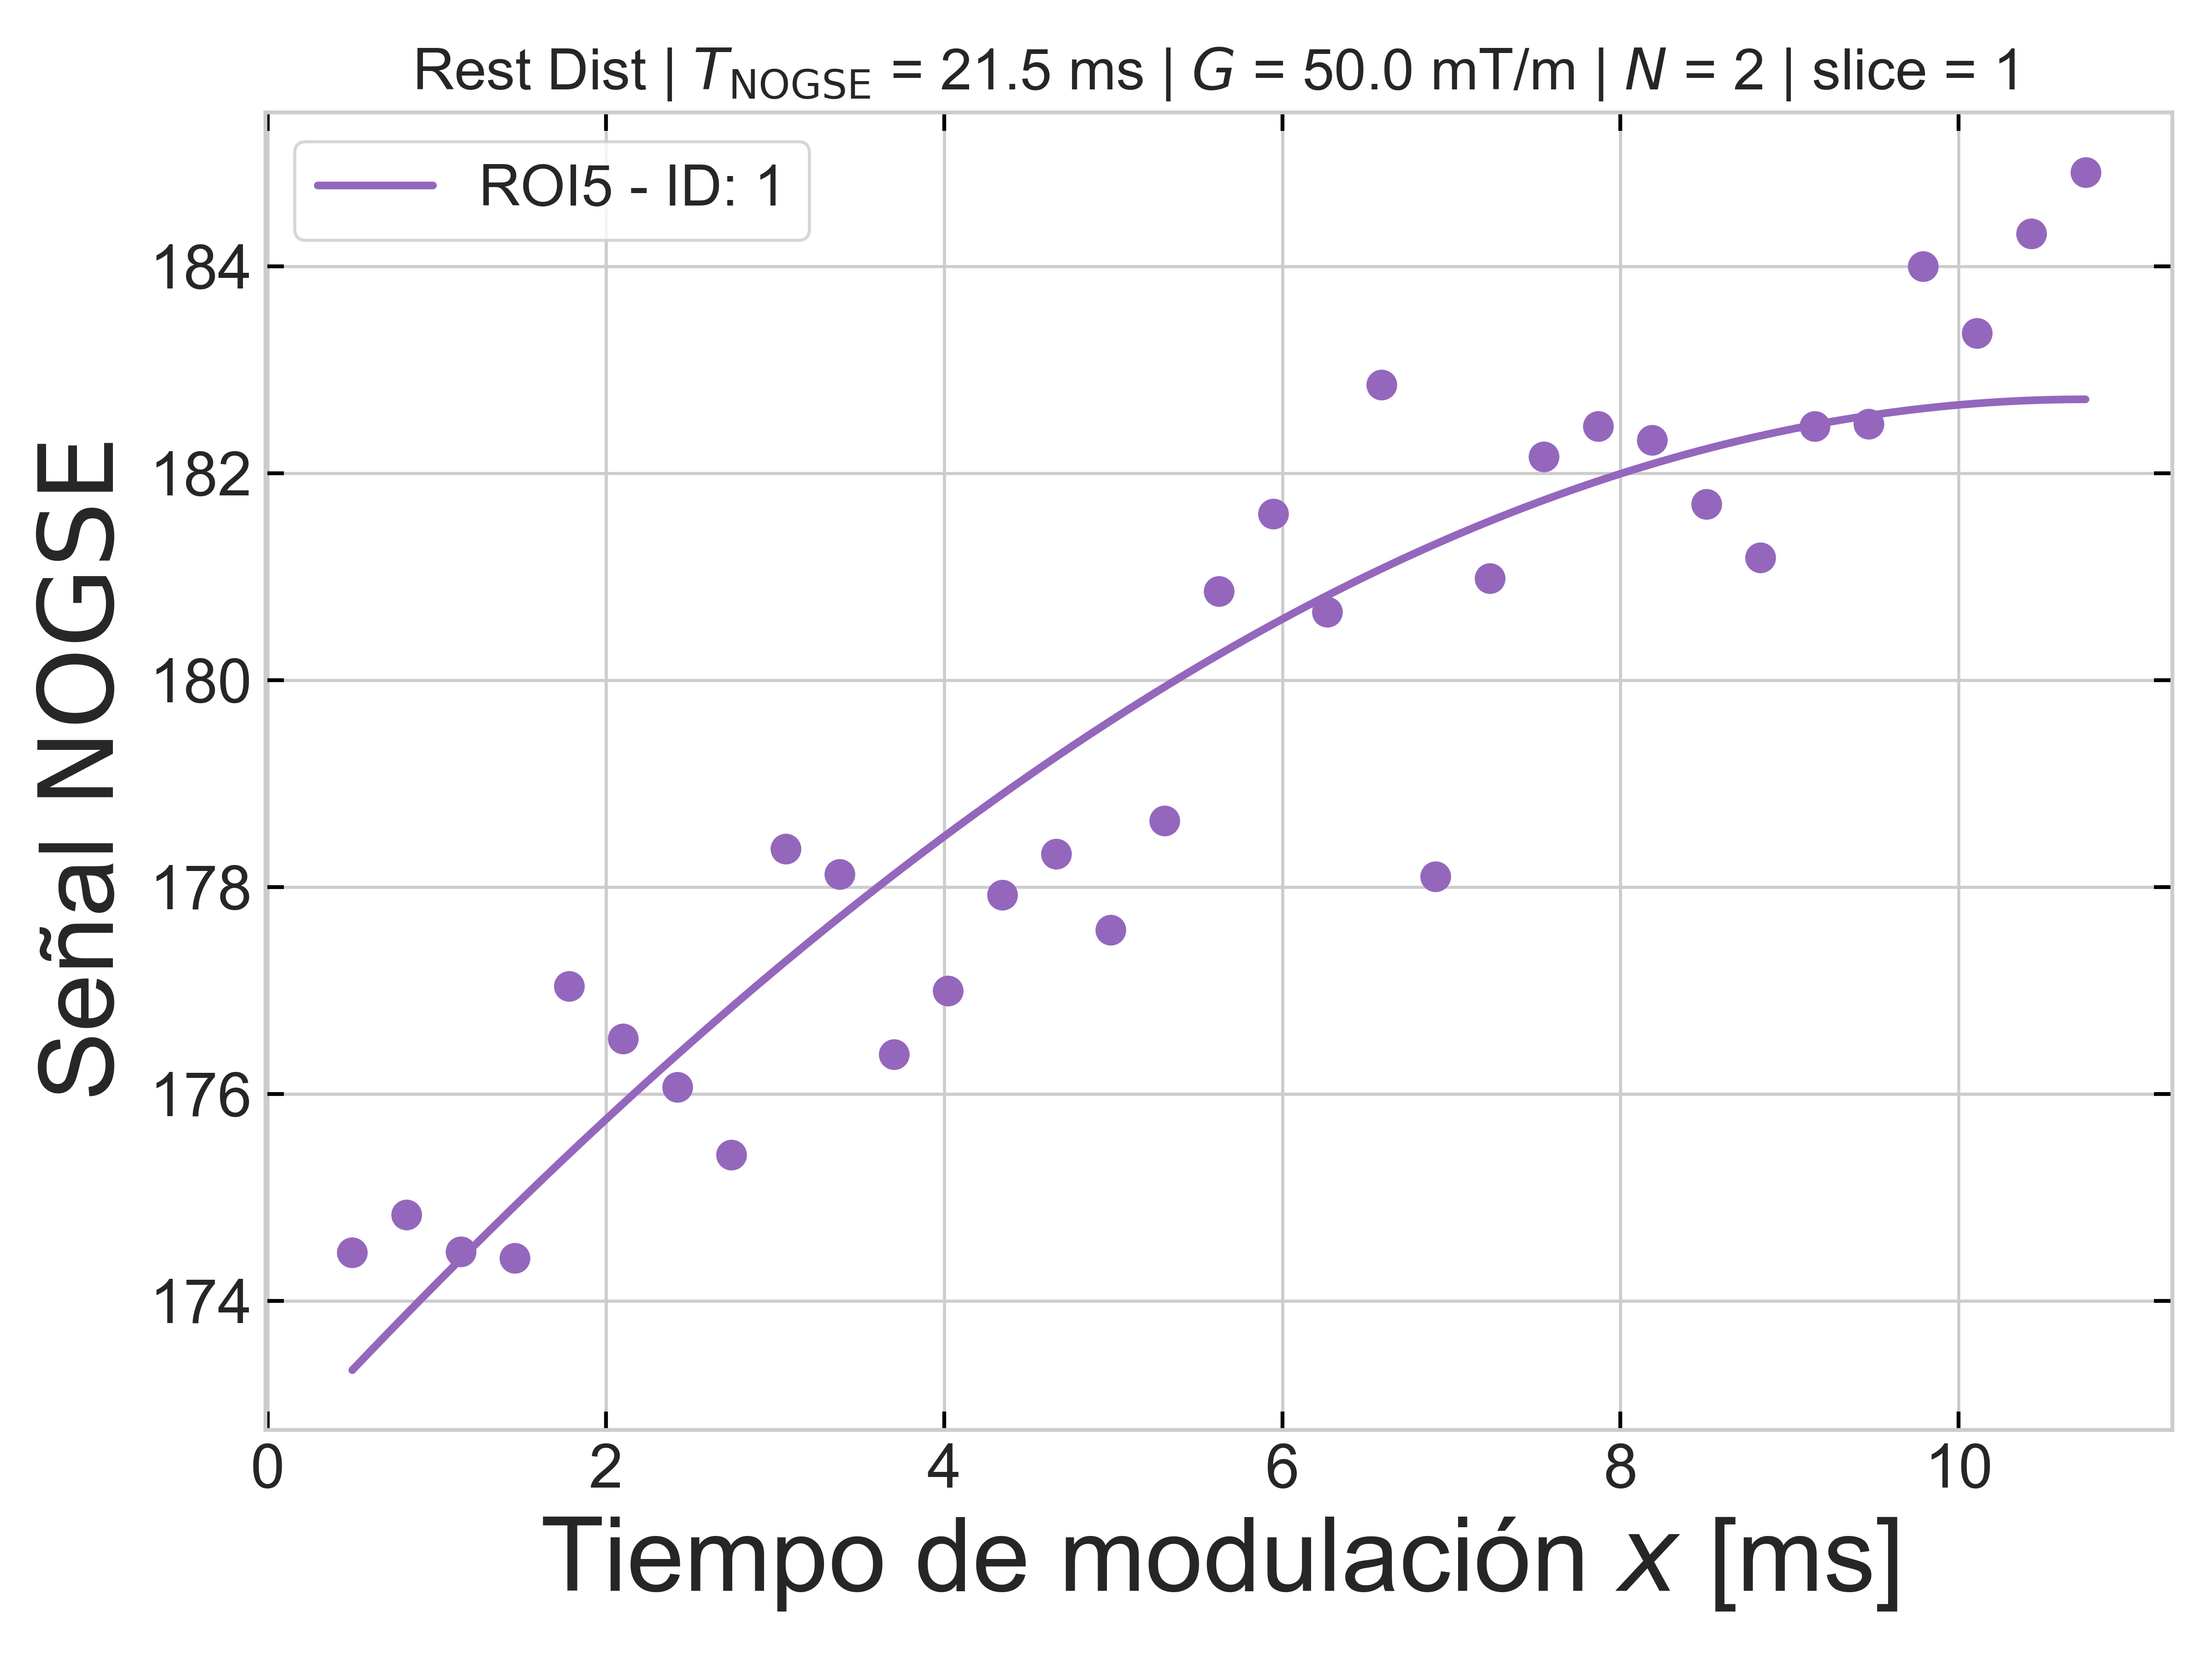 Rest Dist | T_NOGSE = 21.5 ms | G = 50.0 mT/m | N = 2 | slice = 1
ROI5 - ID: 1
184
182
180
178
176
174
Señal NOGSE
0 2 4 6 8 10
Tiempo de modulación x [ms]